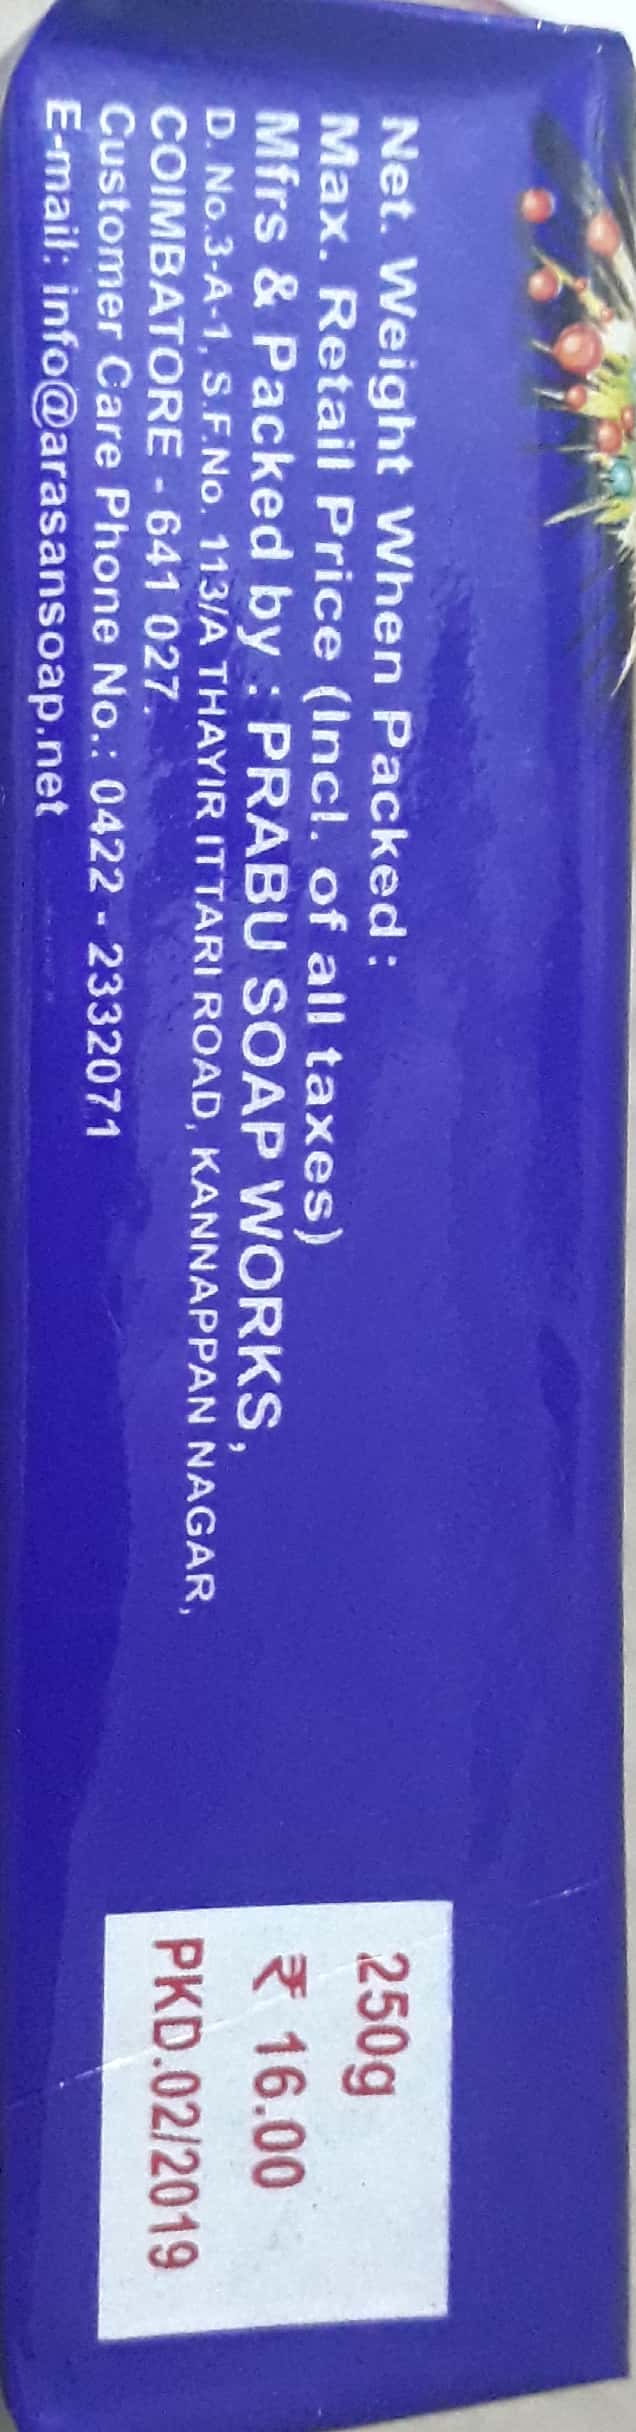 Net. Weight When Packed :
Max. Retail Price (Incl. of all taxes)
Mfrs & Packed by : PRABU SOAP WORKS,
D. No.3-A-1, S.F.No. 113/A THAYIR ITTARI ROAD, KANNAPPAN NAGAR,
COIMBATORE - 641 027.
Customer Care Phone No.: 0422 - 2332071
E-mail: info@arasansoap.net
250g
₹ 16.00
PKD.02/2019